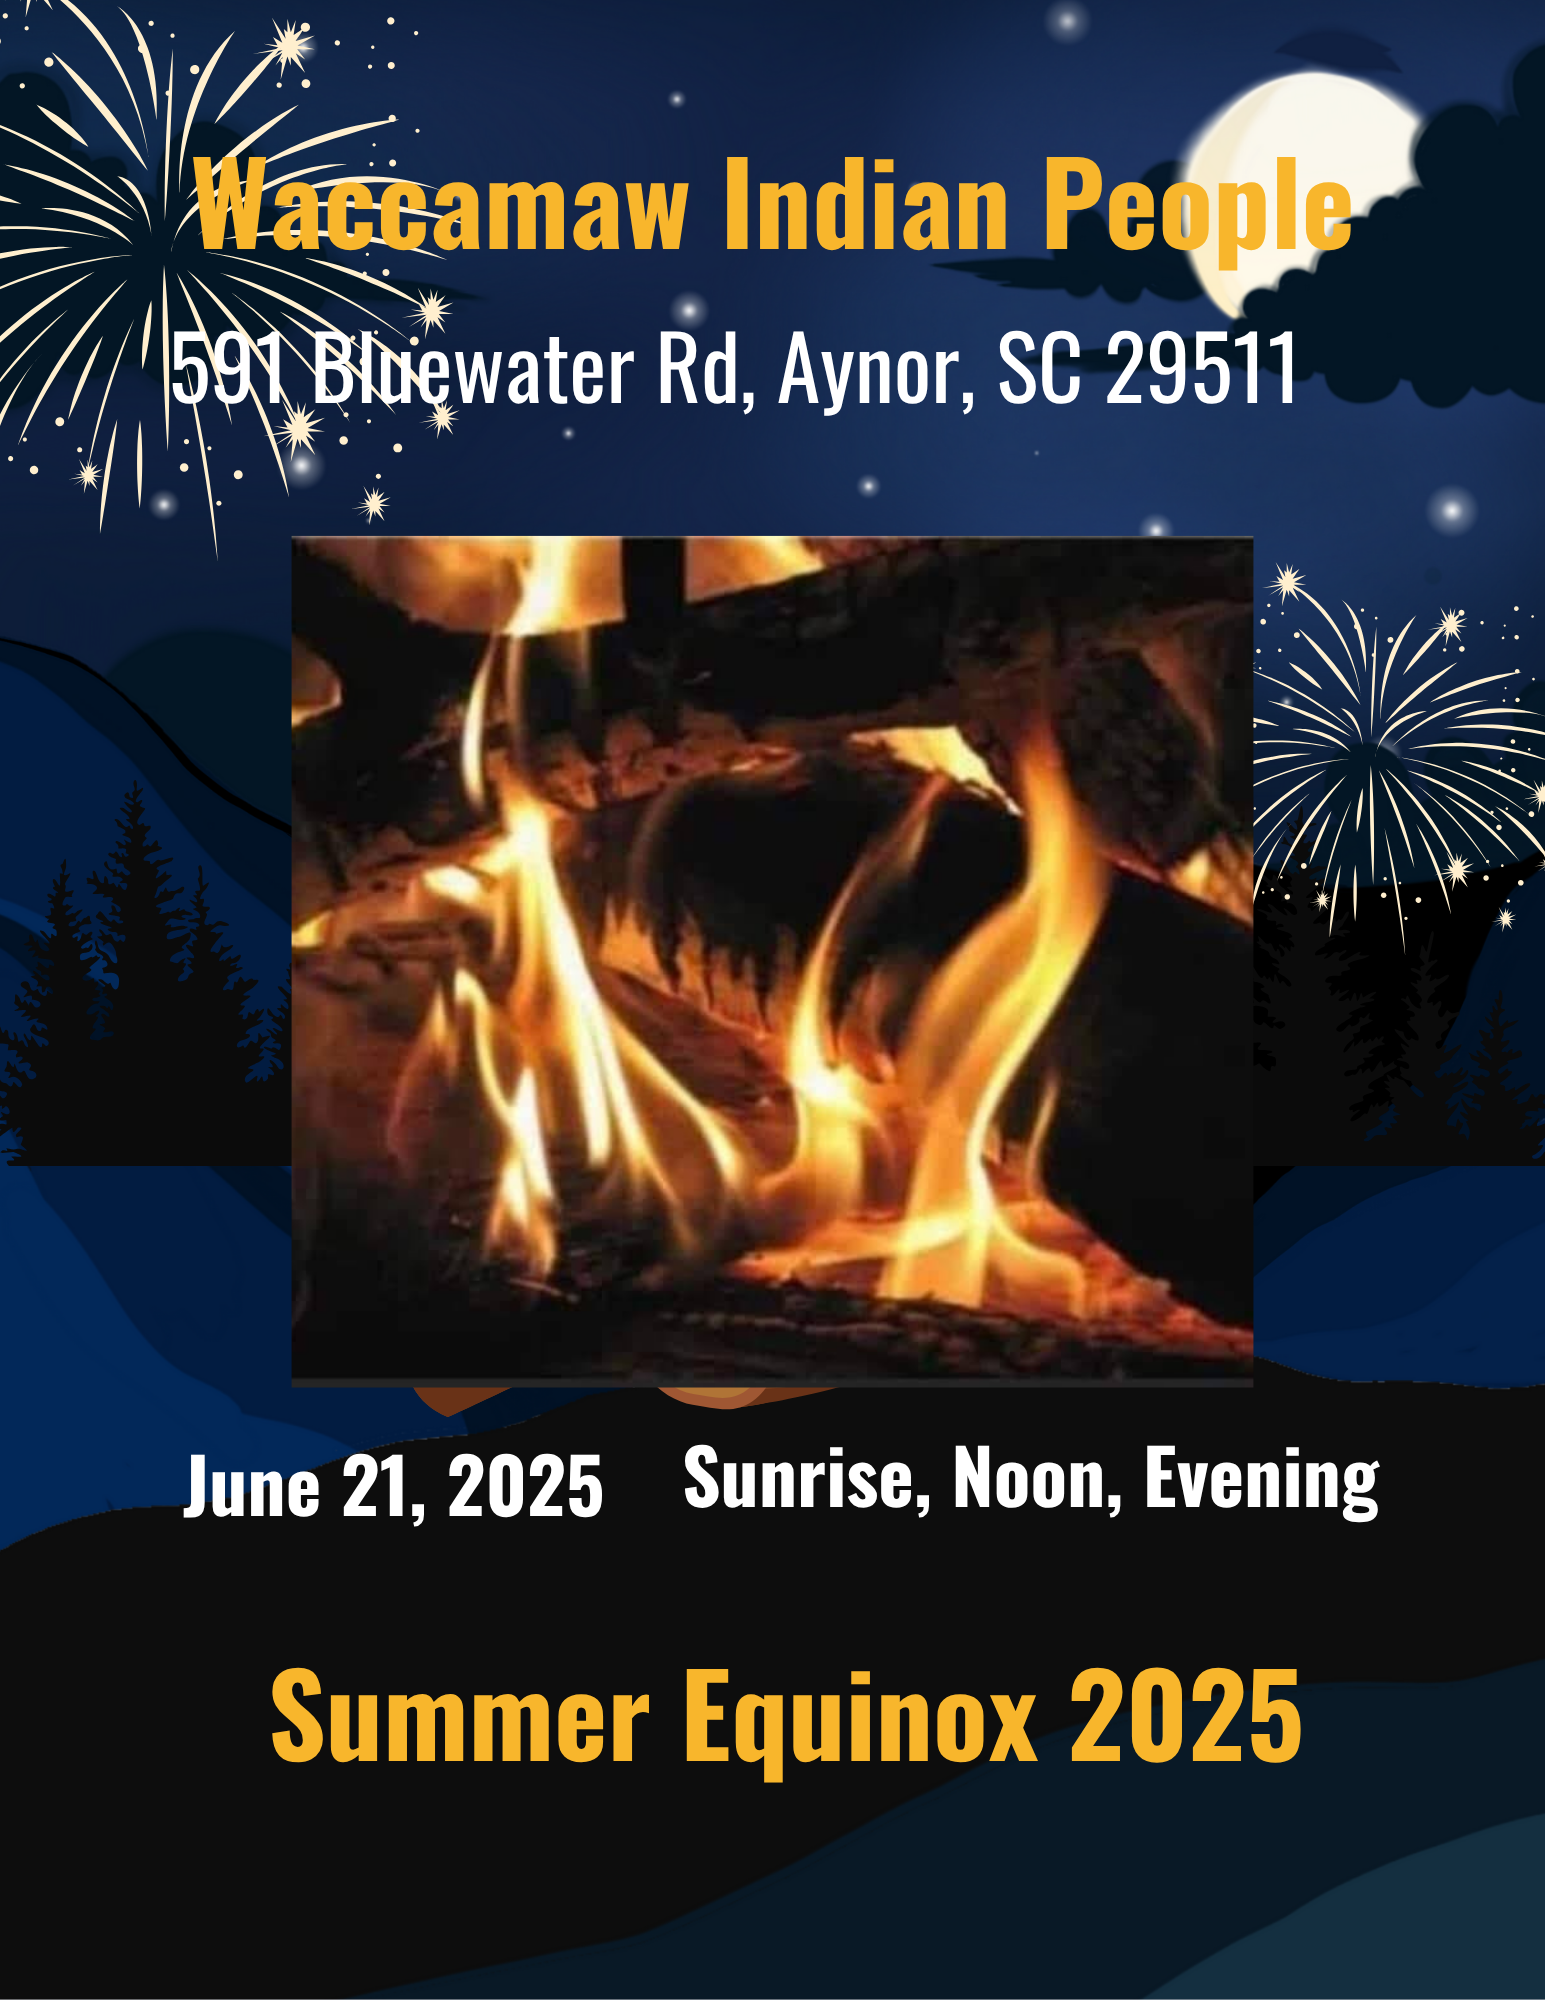 Waccamaw Indian People
591 Bluewater Rd, Aynor, SC 29511
June 21, 2025 Sunrise, Noon, Evening
Summer Equinox 2025